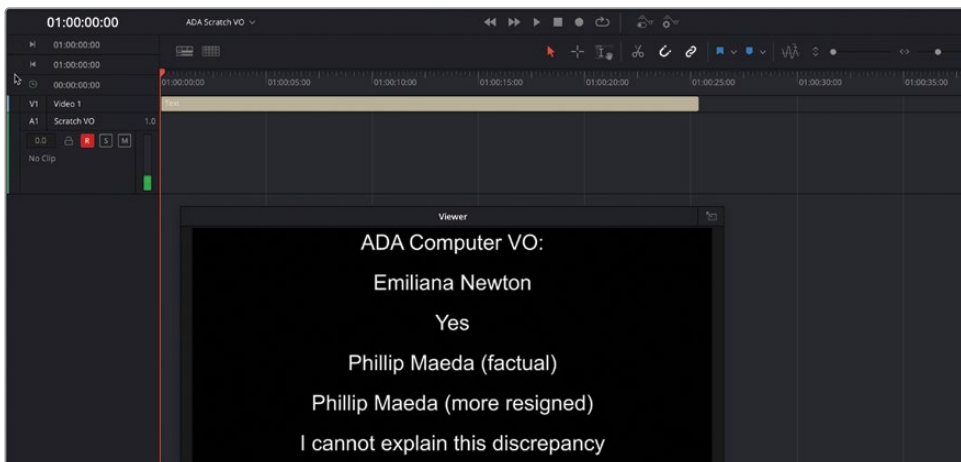 01:00:00:00
ADA Scratch VO
01:00:00:00
01:00:00:00
00:00:00:00
01:00:00:00 01:00:05:00 01:00:10:00 01:00:15:00 01:00:20:00 01:00:25:00 01:00:30:00 01:00:35:00
V1 Video 1
Text
A1 Scratch VO 1.0
0.0 R S M
No Clip
Viewer
ADA Computer VO:
Emiliana Newton
Yes
Phillip Maeda (factual)
Phillip Maeda (more resigned)
I cannot explain this discrepancy